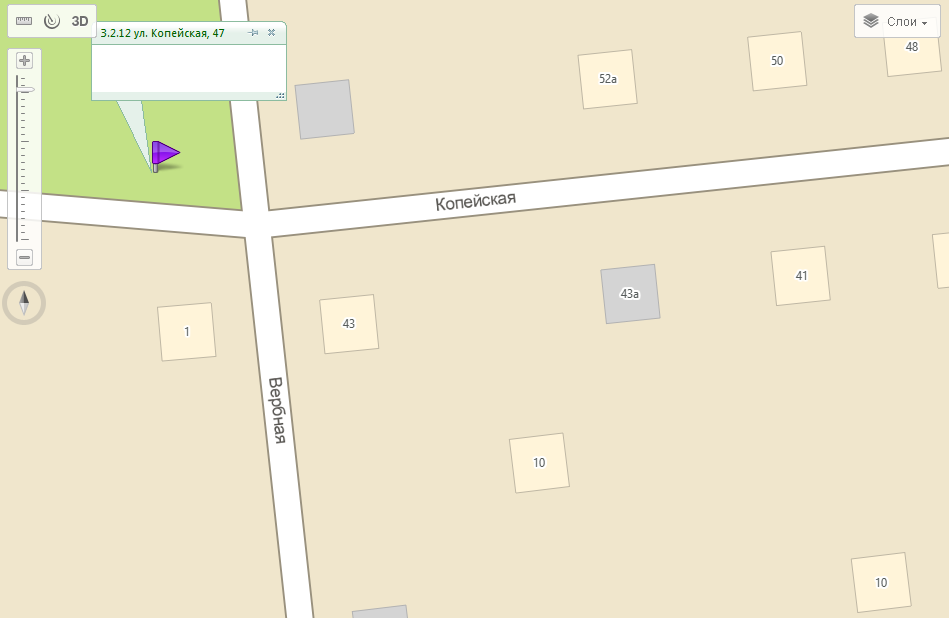 3D
3.2.12 ул. Копейская, 47
Слои
48
50
52а
Копейская
41
43а
43
1
Вербная
10
10